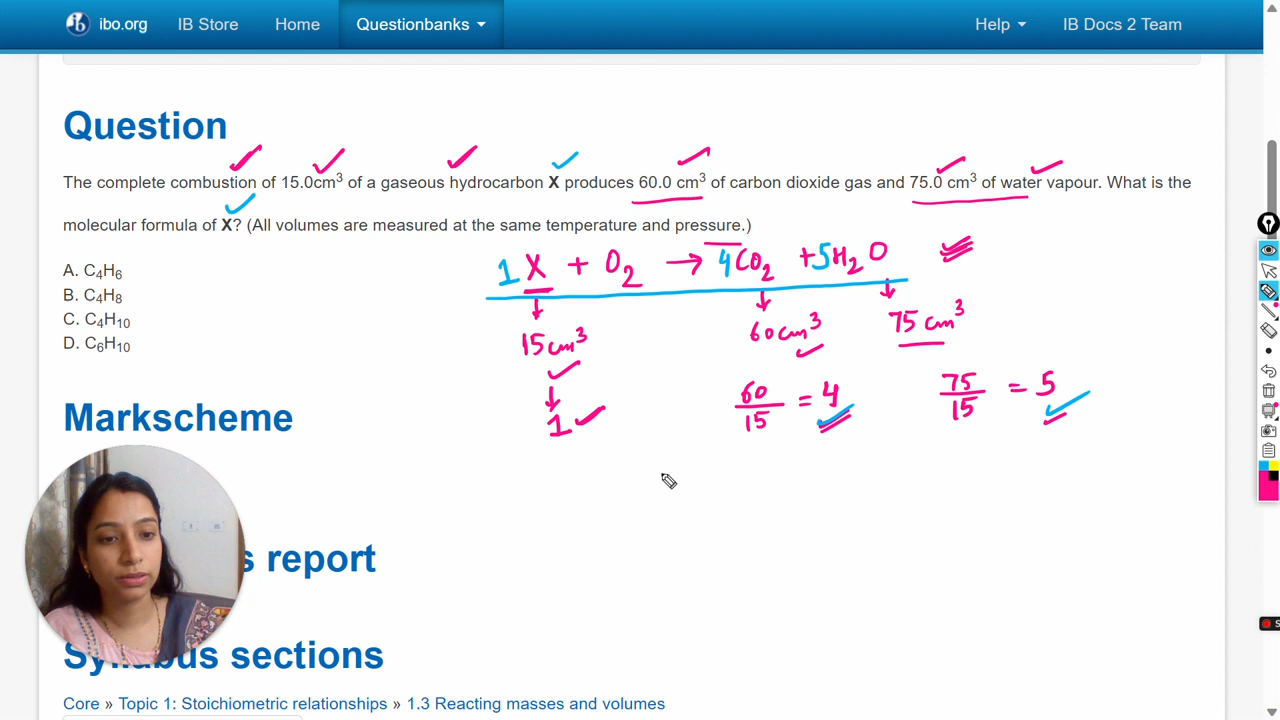 ibo.org IB Store Home Questionbanks Help IB Docs 2 Team
Question
The complete combustion of 15.0cm³ of a gaseous hydrocarbon X produces 60.0 cm³ of carbon dioxide gas and 75.0 cm³ of water vapour. What is the
molecular formula of X? (All volumes are measured at the same temperature and pressure.)
1X + O₂ → 4CO₂ + 5H₂O
A. C₄H₆
B. C₄H₈
C. C₄H₁₀
D. C₆H₁₀
15cm³ 60cm³ 75cm³
1 60/15 = 4 75/15 = 5
Markscheme
s report
Sy us sections
Core » Topic 1: Stoichiometric relationships » 1.3 Reacting masses and volumes